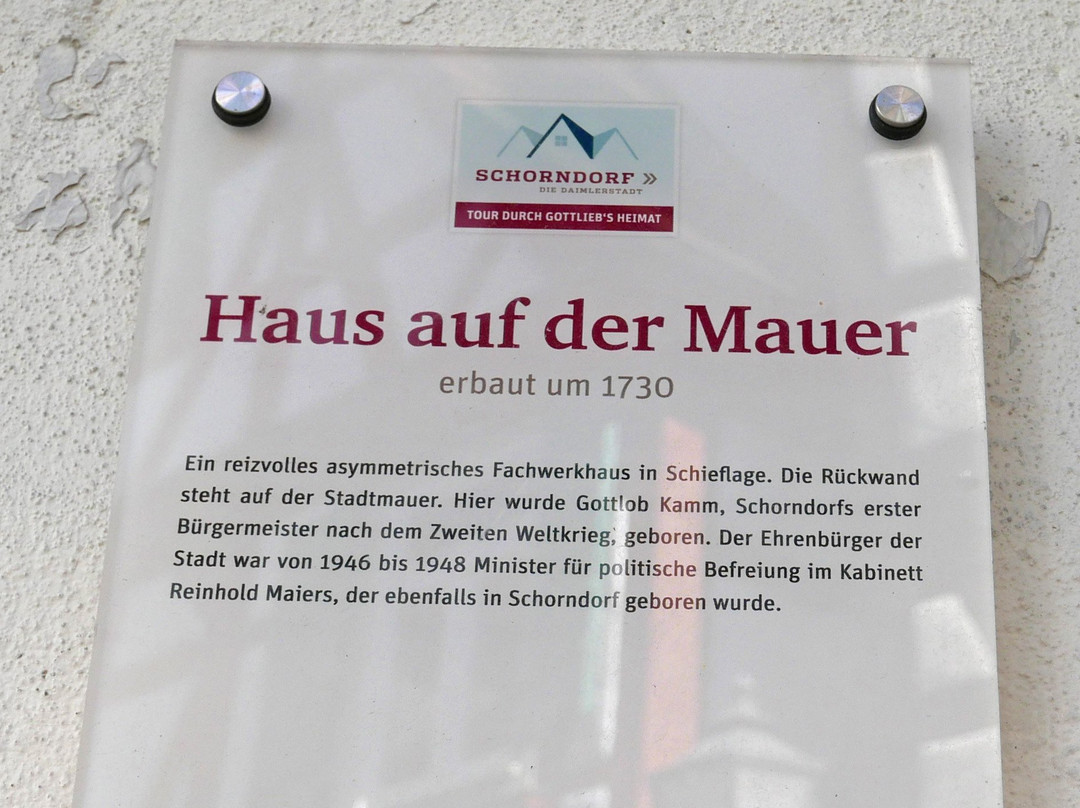 SCHORNDORF »
DIE DAIMLERSTADT
TOUR DURCH GOTTLIEB'S HEIMAT
Haus auf der Mauer
erbaut um 1730
Ein reizvolles asymmetrisches Fachwerkhaus in Schieflage. Die Rückwand
steht auf der Stadtmauer. Hier wurde Gottlob Kamm, Schorndorfs erster
Bürgermeister nach dem Zweiten Weltkrieg, geboren. Der Ehrenbürger der
Stadt war von 1946 bis 1948 Minister für politische Befreiung im Kabinett
Reinhold Maiers, der ebenfalls in Schorndorf geboren wurde.